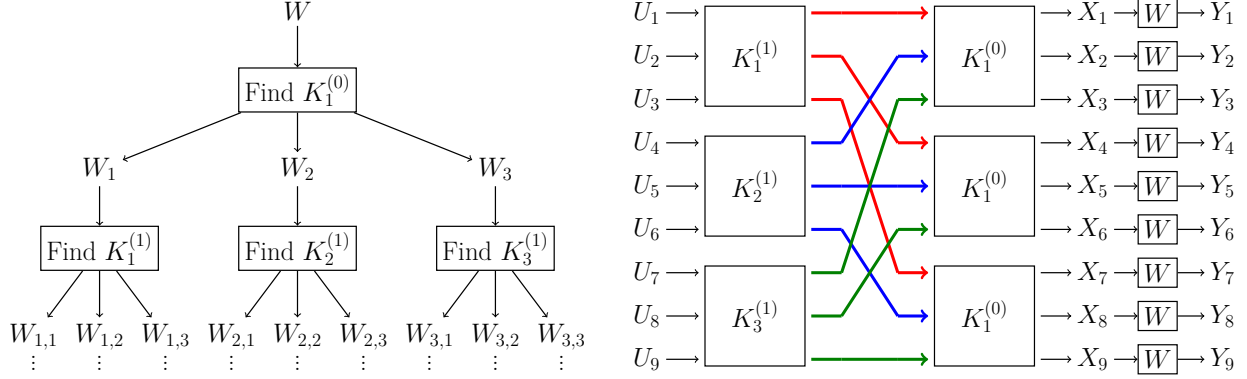 W
Find K_1^{(0)}
W_1 W_2 W_3
Find K_1^{(1)} Find K_2^{(1)} Find K_3^{(1)}
W_{1,1} W_{1,2} W_{1,3} W_{2,1} W_{2,2} W_{2,3} W_{3,1} W_{3,2} W_{3,3}
⋮ ⋮ ⋮ ⋮ ⋮ ⋮ ⋮ ⋮ ⋮
U_1 X_1 W Y_1
U_2 K_1^{(1)} K_1^{(0)} X_2 W Y_2
U_3 X_3 W Y_3
U_4 X_4 W Y_4
U_5 K_2^{(1)} K_1^{(0)} X_5 W Y_5
U_6 X_6 W Y_6
U_7 X_7 W Y_7
U_8 K_3^{(1)} K_1^{(0)} X_8 W Y_8
U_9 X_9 W Y_9